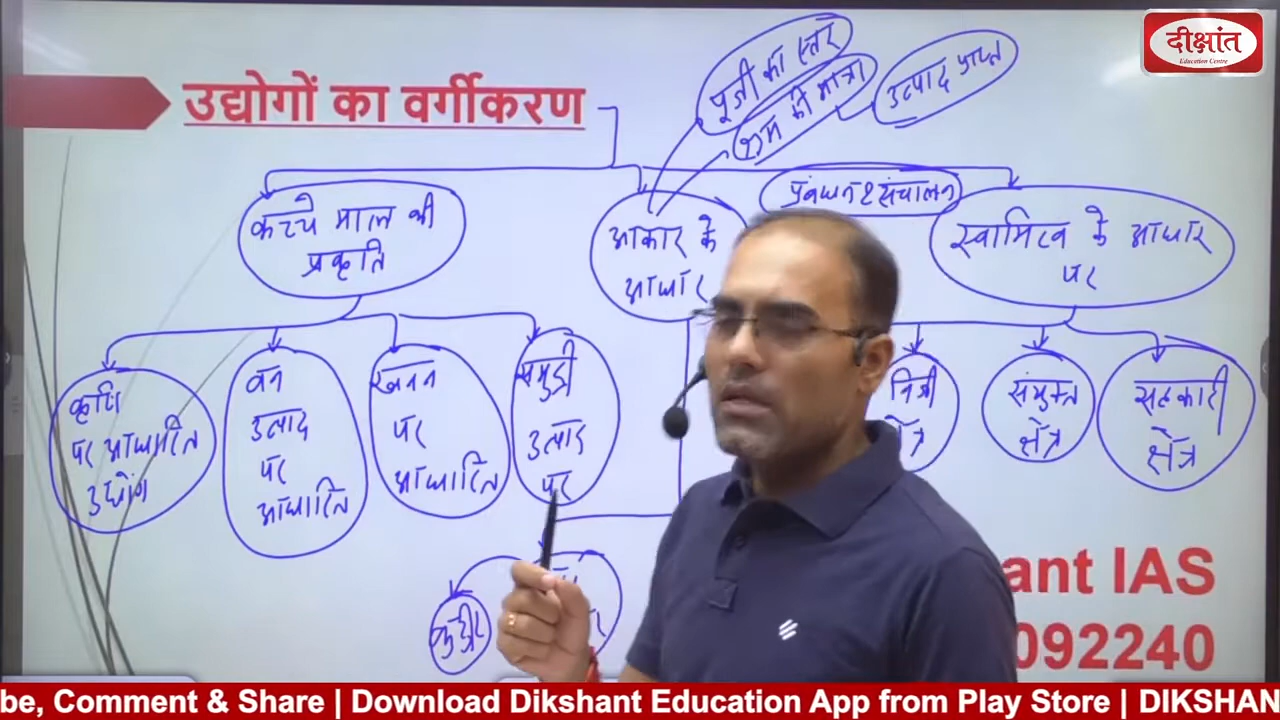 दीक्षांत
Education Centre
उद्योगों का वर्गीकरण
पूंजी का स्तर
श्रम की मात्रा
उत्पाद
प्रबंधन & संचालन
कच्चे माल की
प्रकृति
आकार के
आधार
स्वामित्व के आधार
पर
कृषि
पर आधारित
उद्योग
वन
उत्पाद
पर
आधारित
खनन
पर
आधारित
समुद्री
उत्पाद
पर
निजी
संयुक्त
क्षेत्र
सहकारी
क्षेत्र
कुटीर
ant IAS
092240
be, Comment & Share | Download Dikshant Education App from Play Store | DIKSHAN